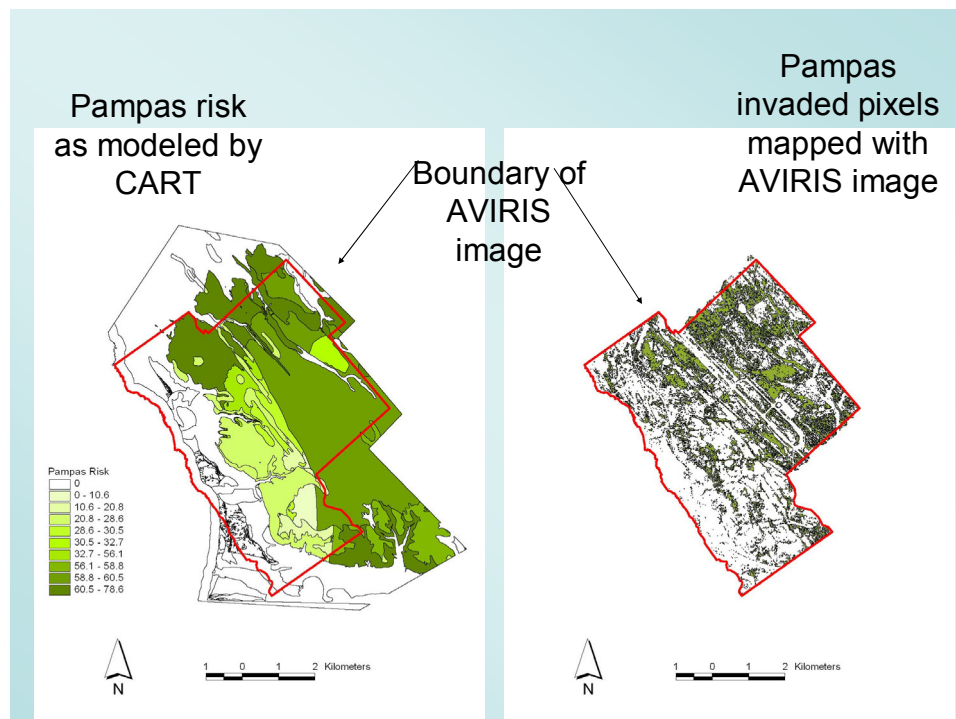 Pampas risk
as modeled by
CART
Boundary of
AVIRIS
image
Pampas
invaded pixels
mapped with
AVIRIS image
Pampas Risk
0
0 - 10.6
10.6 - 20.8
20.8 - 28.6
28.6 - 30.5
30.5 - 32.7
32.7 - 56.1
56.1 - 58.8
58.8 - 60.5
60.5 - 78.6
N
1 0 1 2 Kilometers
N
1 0 1 2 Kilometers